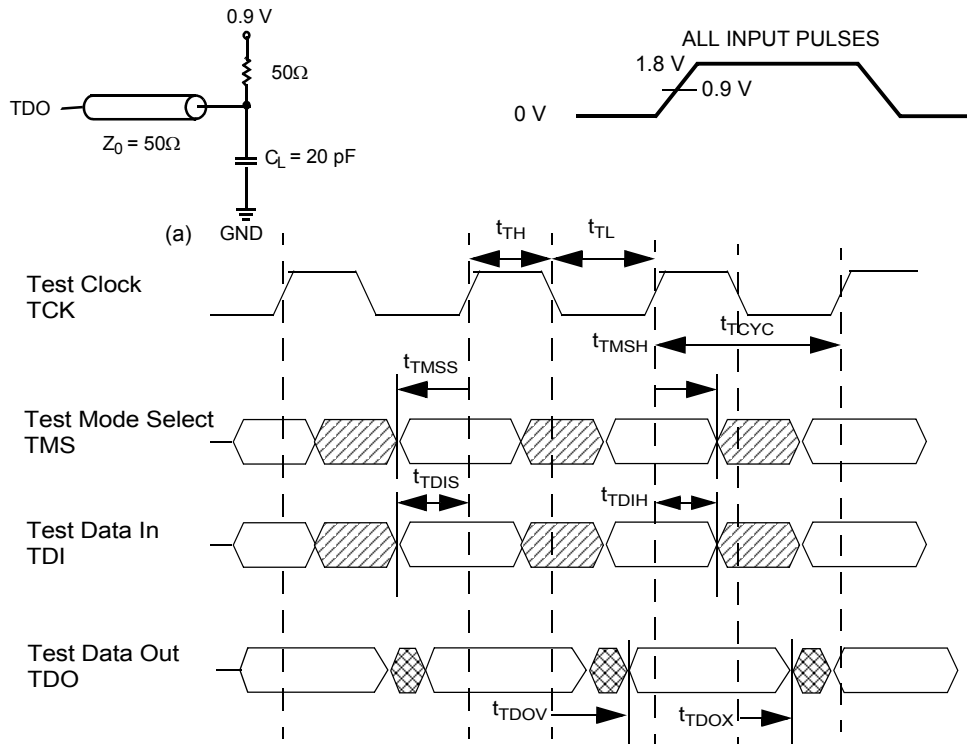 0.9 V
50Ω
TDO
Z0 = 50Ω
CL = 20 pF
(a) GND
ALL INPUT PULSES
1.8 V
0.9 V
0 V
tTH
tTL
Test Clock
TCK
tTCYC
tTMSH
tTMSS
Test Mode Select
TMS
tTDIS
tTDIH
Test Data In
TDI
Test Data Out
TDO
tTDOV
tTDOX